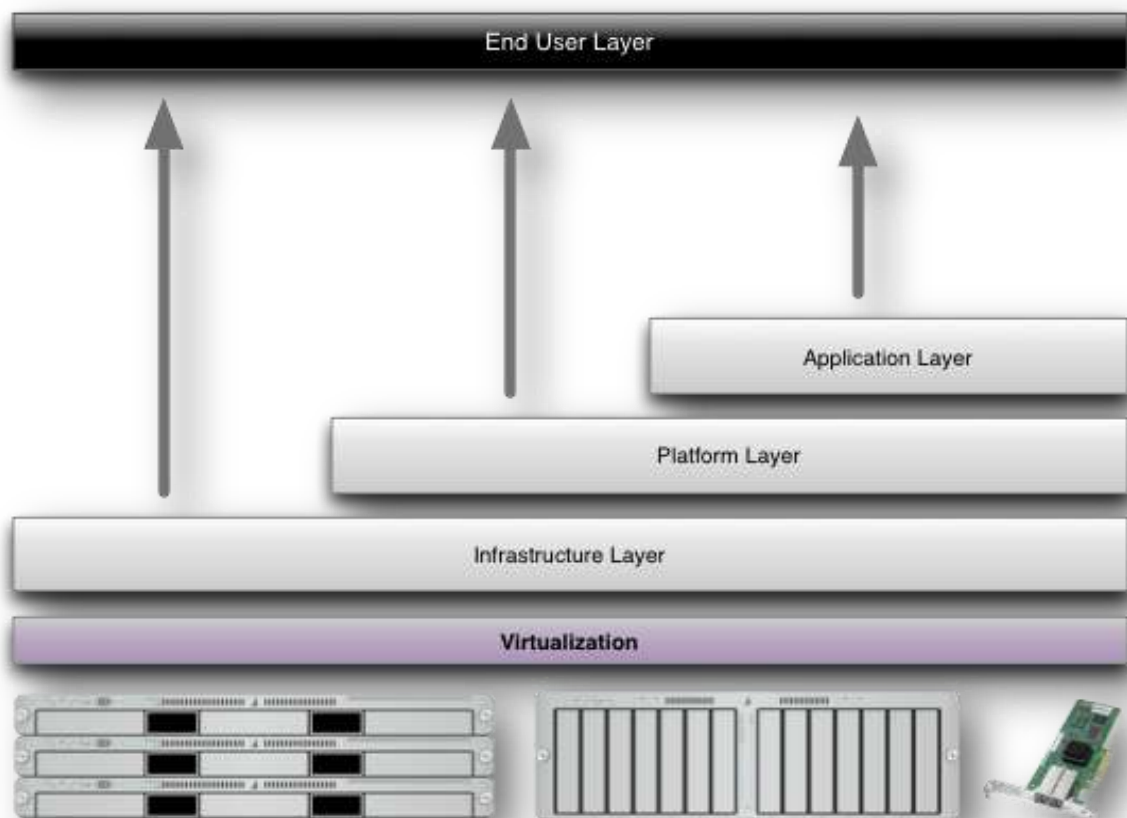 End User Layer
Application Layer
Platform Layer
Infrastructure Layer
Virtualization